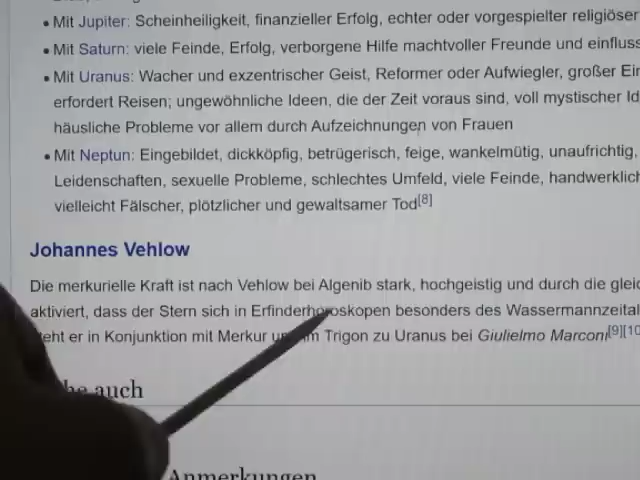 • Mit Jupiter: Scheinheiligkeit, finanzieller Erfolg, echter oder vorgespielter religiöser
• Mit Saturn: viele Feinde, Erfolg, verborgene Hilfe machtvoller Freunde und einfluss
• Mit Uranus: Wacher und exzentrischer Geist, Reformer oder Aufwiegler, großer
erfordert Reisen; ungewöhnliche Ideen, die der Zeit voraus sind, voll mystischer
häusliche Probleme vor allem durch Aufzeichnungen von Frauen
• Mit Neptun: Eingebildet, dickköpfig, betrügerisch, feige, wankelmütig, unaufrichtig,
Leidenschaften, sexuelle Probleme, schlechtes Umfeld, viele Feinde, handwerklich
vielleicht Fälscher, plötzlicher und gewaltsamer Tod[8]
Johannes Vehlow
Die merkurielle Kraft ist nach Vehlow bei Algenib stark, hochgeistig und durch die
aktiviert, dass der Stern sich in Erfinderhoroskopen besonders des Wassermannzeital
er in Konjunktion mit Merkur Trigon zu Uranus bei Giulielmo Marconi[9][10
auch
Anmerkungen